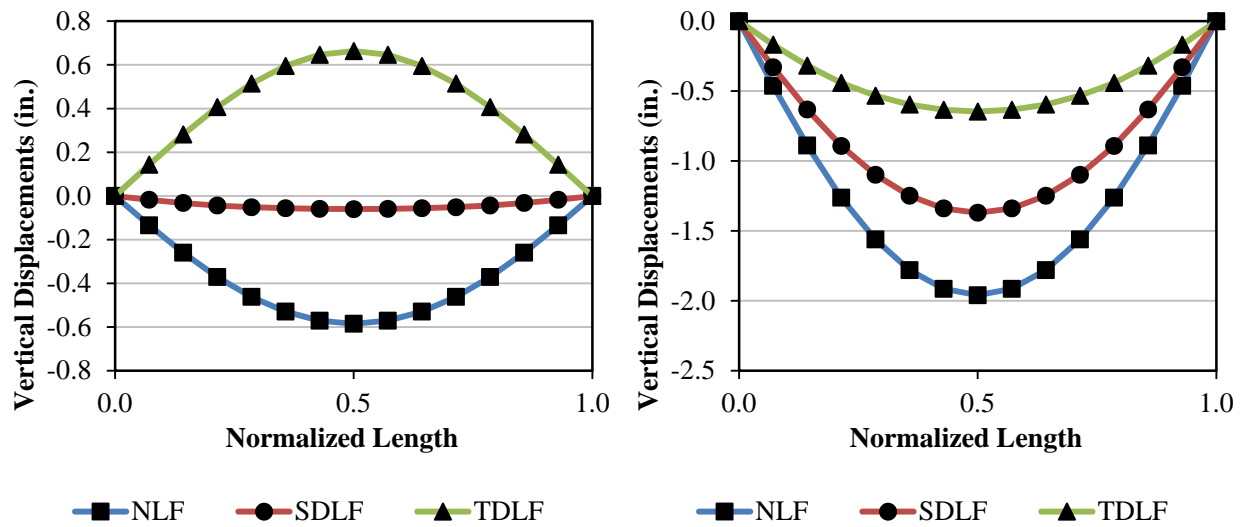 Vertical Displacements (in.)
0.8
0.6
0.4
0.2
0.0
-0.2
-0.4
-0.6
-0.8
0.0 0.5 1.0
Normalized Length
NLF SDLF TDLF
Vertical Displacements (in.)
0.0
-0.5
-1.0
-1.5
-2.0
-2.5
0.0 0.5 1.0
Normalized Length
NLF SDLF TDLF